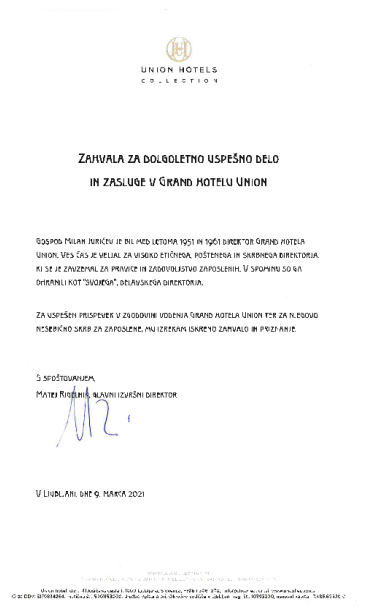 UNION HOTELS
COLLECTION
ZAHVALA ZA DOLGOLETNO USPEŠNO DELO
IN ZASLUGE V GRAND HOTELU UNION
GOSPOD MILAN JURIČEV JE BIL MED LETOMA 1951 IN 1961 DIREKTOR GRAND HOTELA
UNION. VES ČAS JE VELJAL ZA VISOKO ETIČNEGA, POŠTENEGA IN SKRBNEGA DIREKTORJA,
KI SE JE ZAVZEMAL ZA PRAVICE IN ZADOVOLJSTVO ZAPOSLENIH. V SPOMINU SO GA
OHRANILI KOT "SVOJEGA", DELAVSKEGA DIREKTORJA.
ZA USPEŠEN PRISPEVEK V ZGODOVINI VODENJA GRAND HOTELA UNION TER ZA NJEGOVO
NESEBIČNO SKRB ZA ZAPOSLENE, MU IZREKAM ISKRENO ZAHVALO IN PRIZNANJE.
S SPOŠTOVANJEM,
MATEJ RIGELNIK, GLAVNI IZVRŠNI DIREKTOR
V LJUBLJANI, DNE 9. MARCA 2021